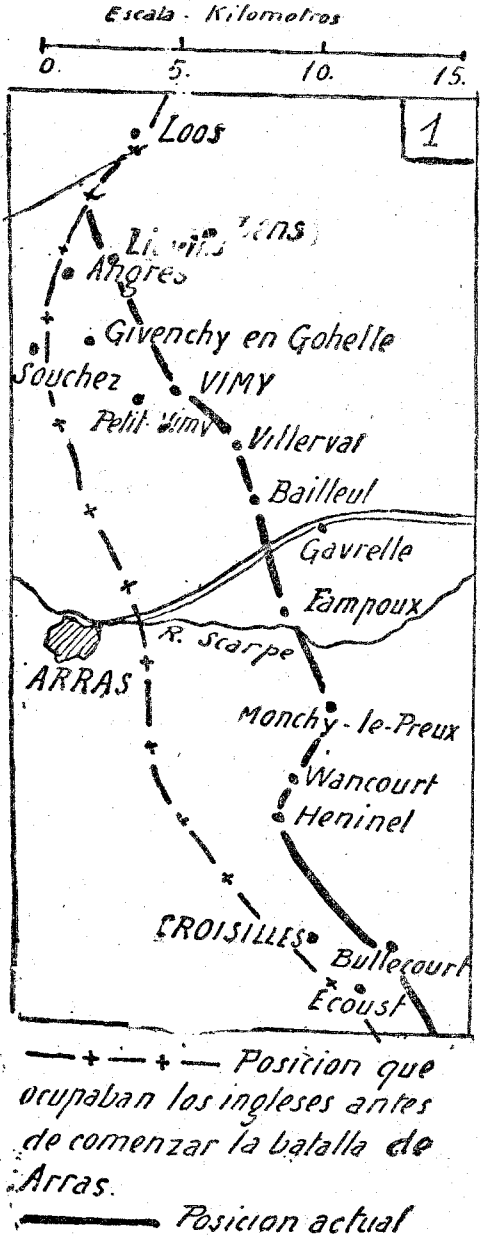 Escala - Kilometros
0. 5. 10. 15.
1
Loos
Lens
Lievin
Angres
Givenchy en Gohelle
Souchez
VIMY
Petit-Vimy
Villerval
Bailleul
Gavrelle
Fampoux
R. Scarpe
ARRAS
Monchy-le-Preux
Wancourt
Heninel
CROISILLES
Bullecourt
Ecoust
Posicion que
ocupaban los ingleses antes
de comenzar la batalla de
Arras.
Posicion actual